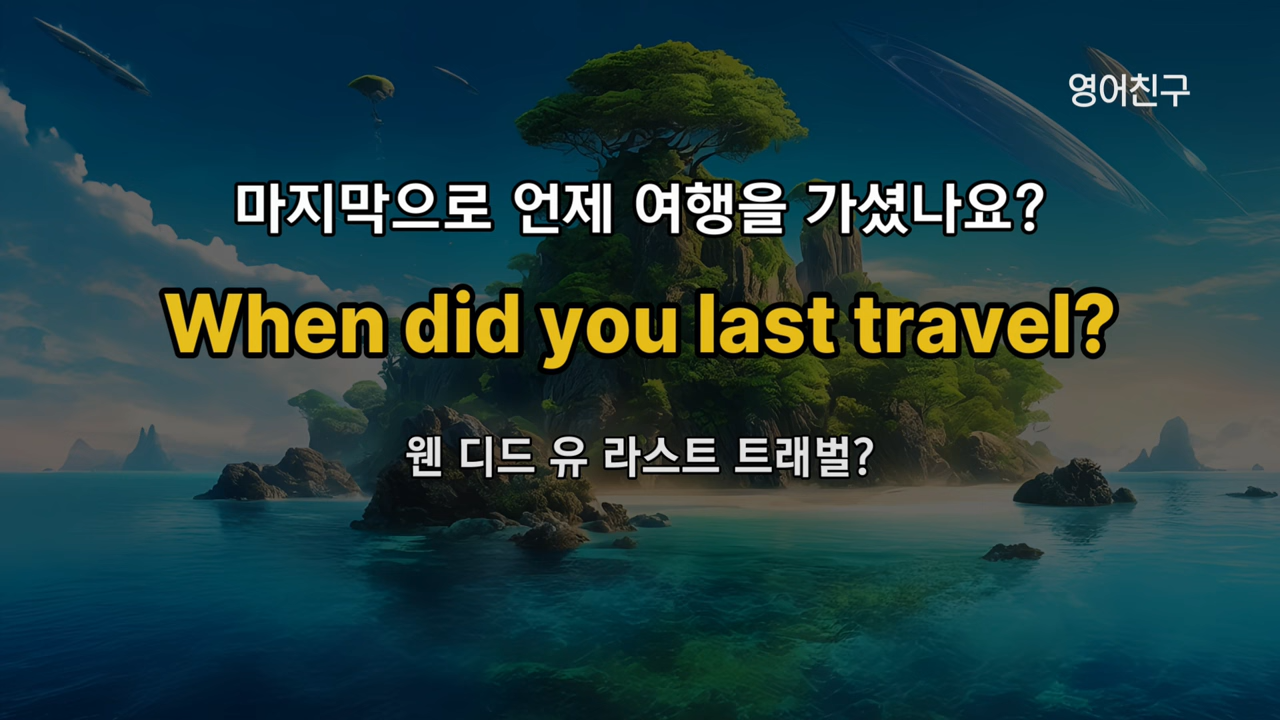 영어친구
마지막으로 언제 여행을 가셨나요?
When did you last travel?
웬 디드 유 라스트 트래벌?